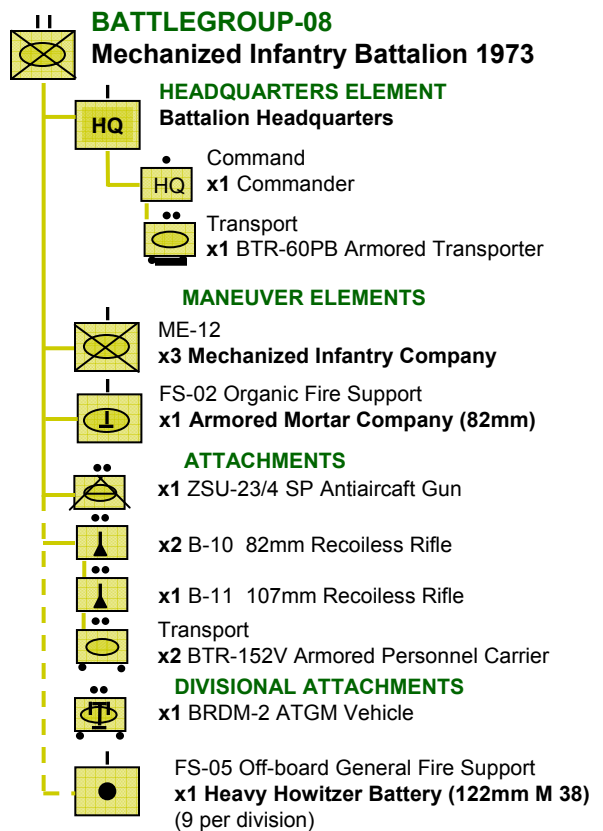 BATTLEGROUP-08
Mechanized Infantry Battalion 1973
HEADQUARTERS ELEMENT
HQ
Battalion Headquarters
Command
HQ
x1 Commander
Transport
x1 BTR-60PB Armored Transporter
MANEUVER ELEMENTS
ME-12
x3 Mechanized Infantry Company
FS-02 Organic Fire Support
x1 Armored Mortar Company (82mm)
ATTACHMENTS
x1 ZSU-23/4 SP Antiaircaft Gun
x2 B-10 82mm Recoiless Rifle
x1 B-11 107mm Recoiless Rifle
Transport
x2 BTR-152V Armored Personnel Carrier
DIVISIONAL ATTACHMENTS
x1 BRDM-2 ATGM Vehicle
FS-05 Off-board General Fire Support
x1 Heavy Howitzer Battery (122mm M 38)
(9 per division)